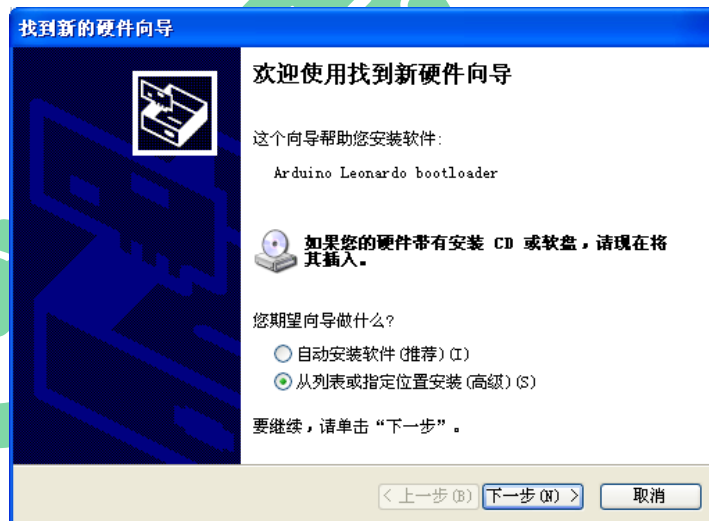 找到新的硬件向导
欢迎使用找到新硬件向导
这个向导帮助您安装软件:
Arduino Leonardo bootloader
如果您的硬件带有安装 CD 或软盘，请现在将
其插入。
您期望向导做什么?
自动安装软件(推荐)(I)
从列表或指定位置安装(高级)(S)
要继续，请单击“下一步”。
< 上一步(B) 下一步(N) > 取消